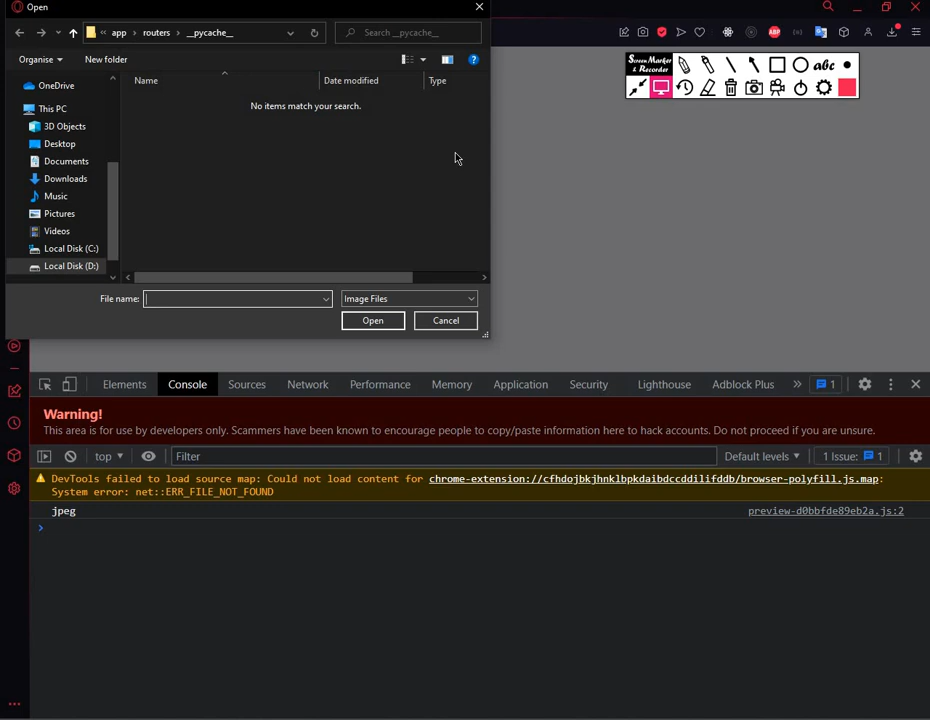 Open
« app › routers › __pycache__
Search __pycache__
Organise
New folder
Name
Date modified
Type
No items match your search.
OneDrive
This PC
3D Objects
Desktop
Documents
Downloads
Music
Pictures
Videos
Local Disk (C:)
Local Disk (D:)
File name:
Image Files
Open
Cancel
ABP
Screen Marker & Recorder
abc
Elements
Console
Sources
Network
Performance
Memory
Application
Security
Lighthouse
Adblock Plus
»
1
Warning!
This area is for use by developers only. Scammers have been known to encourage people to copy/paste information here to hack accounts. Do not proceed if you are unsure.
top
Filter
Default levels
1 Issue: 1
DevTools failed to load source map: Could not load content for chrome-extension://cfhdojbkjhnklbpkdaibdccddilifddb/browser-polyfill.js.map:
System error: net::ERR_FILE_NOT_FOUND
jpeg
preview-d0bbfde89eb2a.js:2